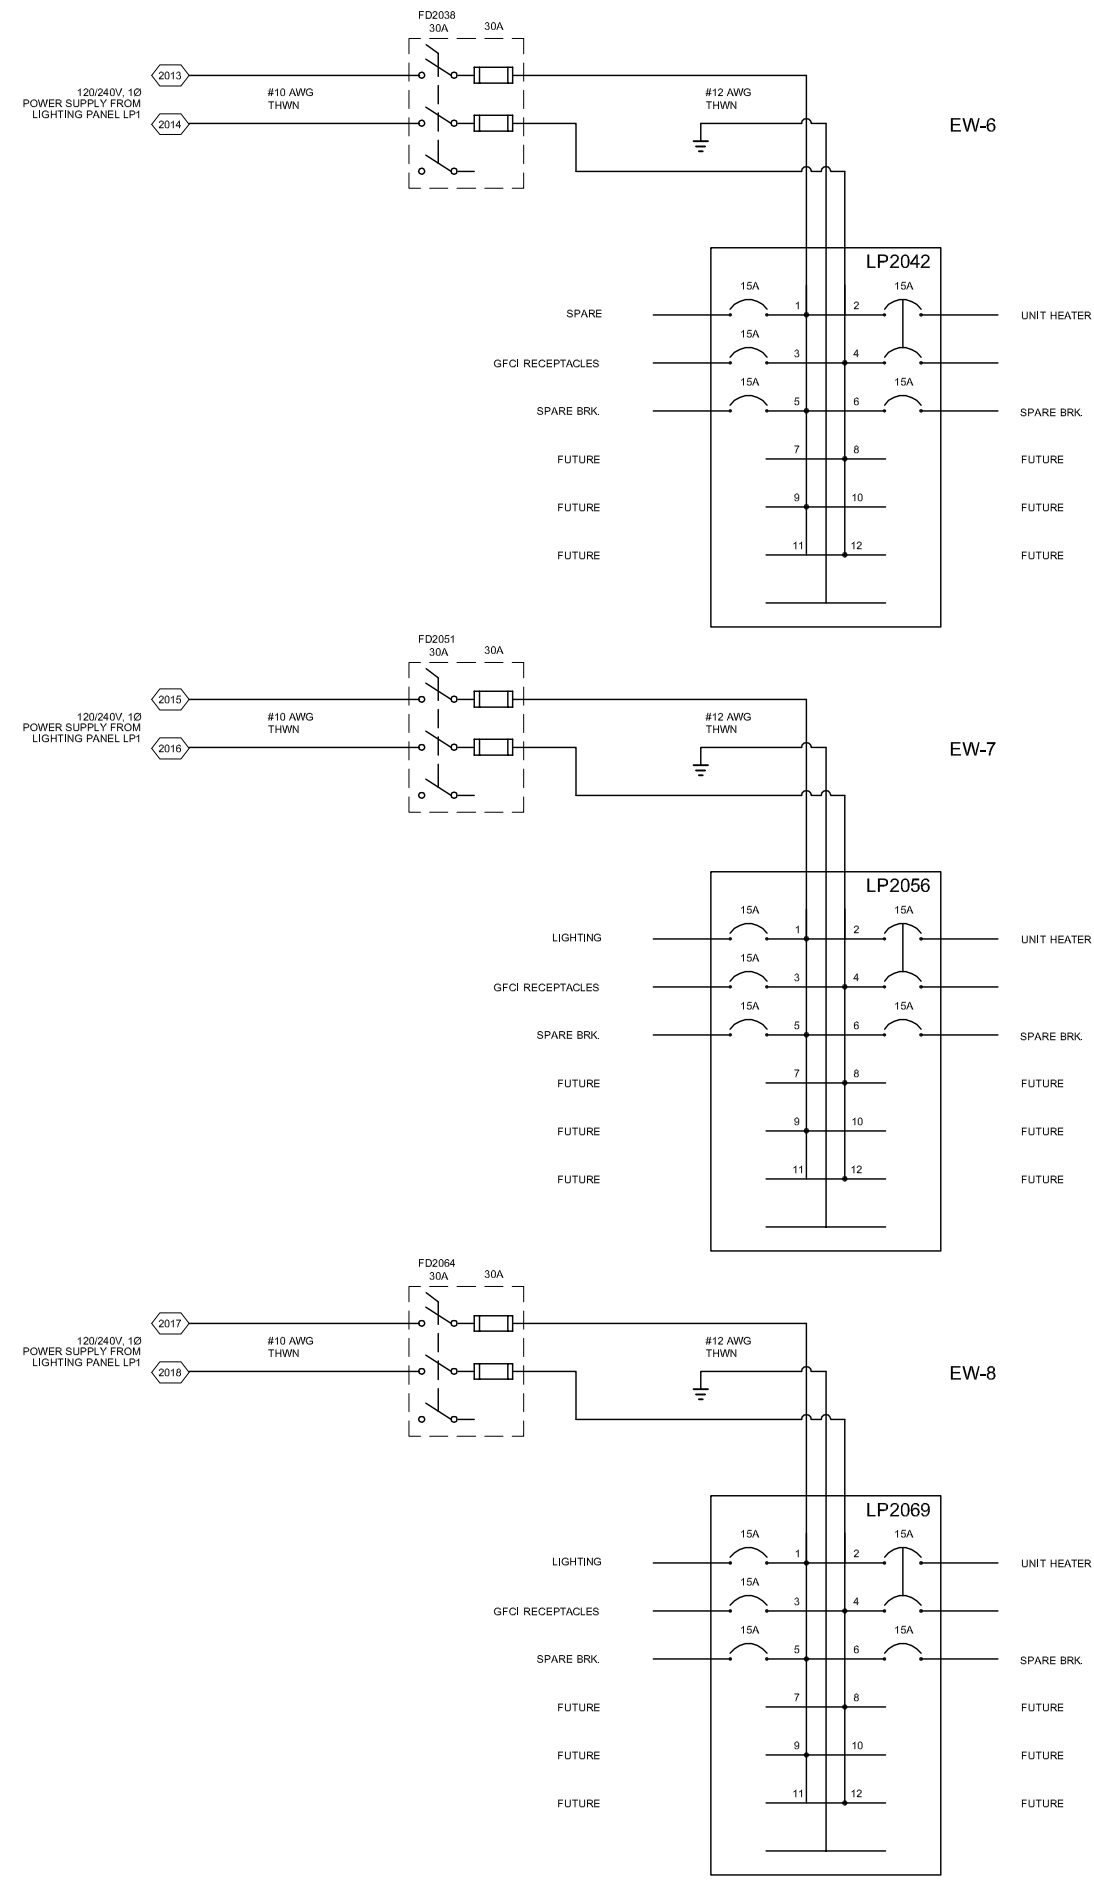 FD2038
30A 30A
2013
120/240V, 1Ø
POWER SUPPLY FROM
LIGHTING PANEL LP1
2014
#10 AWG
THWN
#12 AWG
THWN
EW-6
LP2042
15A 15A
SPARE 1 2 UNIT HEATER
15A
GFCI RECEPTACLES 3 4
15A 15A
SPARE BRK. 5 6 SPARE BRK.
FUTURE 7 8 FUTURE
FUTURE 9 10 FUTURE
FUTURE 11 12 FUTURE
FD2051
30A 30A
2015
120/240V, 1Ø
POWER SUPPLY FROM
LIGHTING PANEL LP1
2016
#10 AWG
THWN
#12 AWG
THWN
EW-7
LP2056
15A 15A
LIGHTING 1 2 UNIT HEATER
15A
GFCI RECEPTACLES 3 4
15A 15A
SPARE BRK. 5 6 SPARE BRK.
FUTURE 7 8 FUTURE
FUTURE 9 10 FUTURE
FUTURE 11 12 FUTURE
FD2064
30A 30A
2017
120/240V, 1Ø
POWER SUPPLY FROM
LIGHTING PANEL LP1
2018
#10 AWG
THWN
#12 AWG
THWN
EW-8
LP2069
15A 15A
LIGHTING 1 2 UNIT HEATER
15A
GFCI RECEPTACLES 3 4
15A 15A
SPARE BRK. 5 6 SPARE BRK.
FUTURE 7 8 FUTURE
FUTURE 9 10 FUTURE
FUTURE 11 12 FUTURE